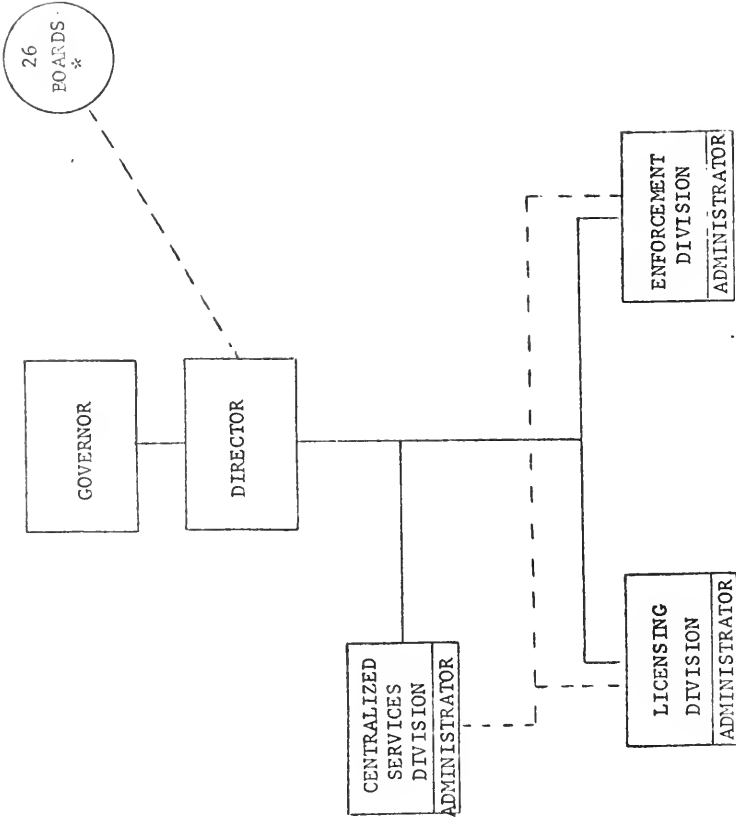 26
BOARDS
*
GOVERNOR
DIRECTOR
CENTRALIZED
SERVICES
DIVISION
ADMINISTRATOR
LICENSING
DIVISION
ADMINISTRATOR
ENFORCEMENT
DIVISION
ADMINISTRATOR